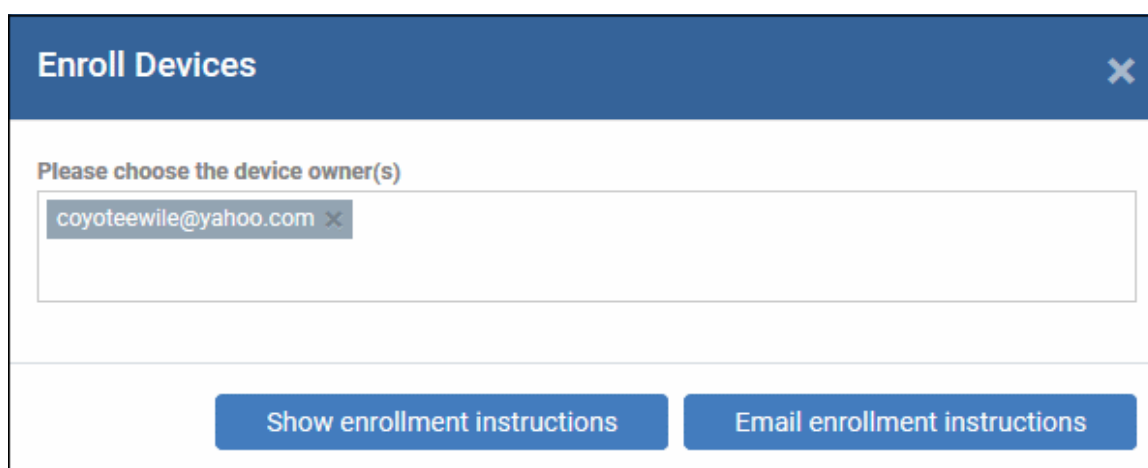 Enroll Devices
Please choose the device owner(s)
coyoteewile@yahoo.com
Show enrollment instructions Email enrollment instructions